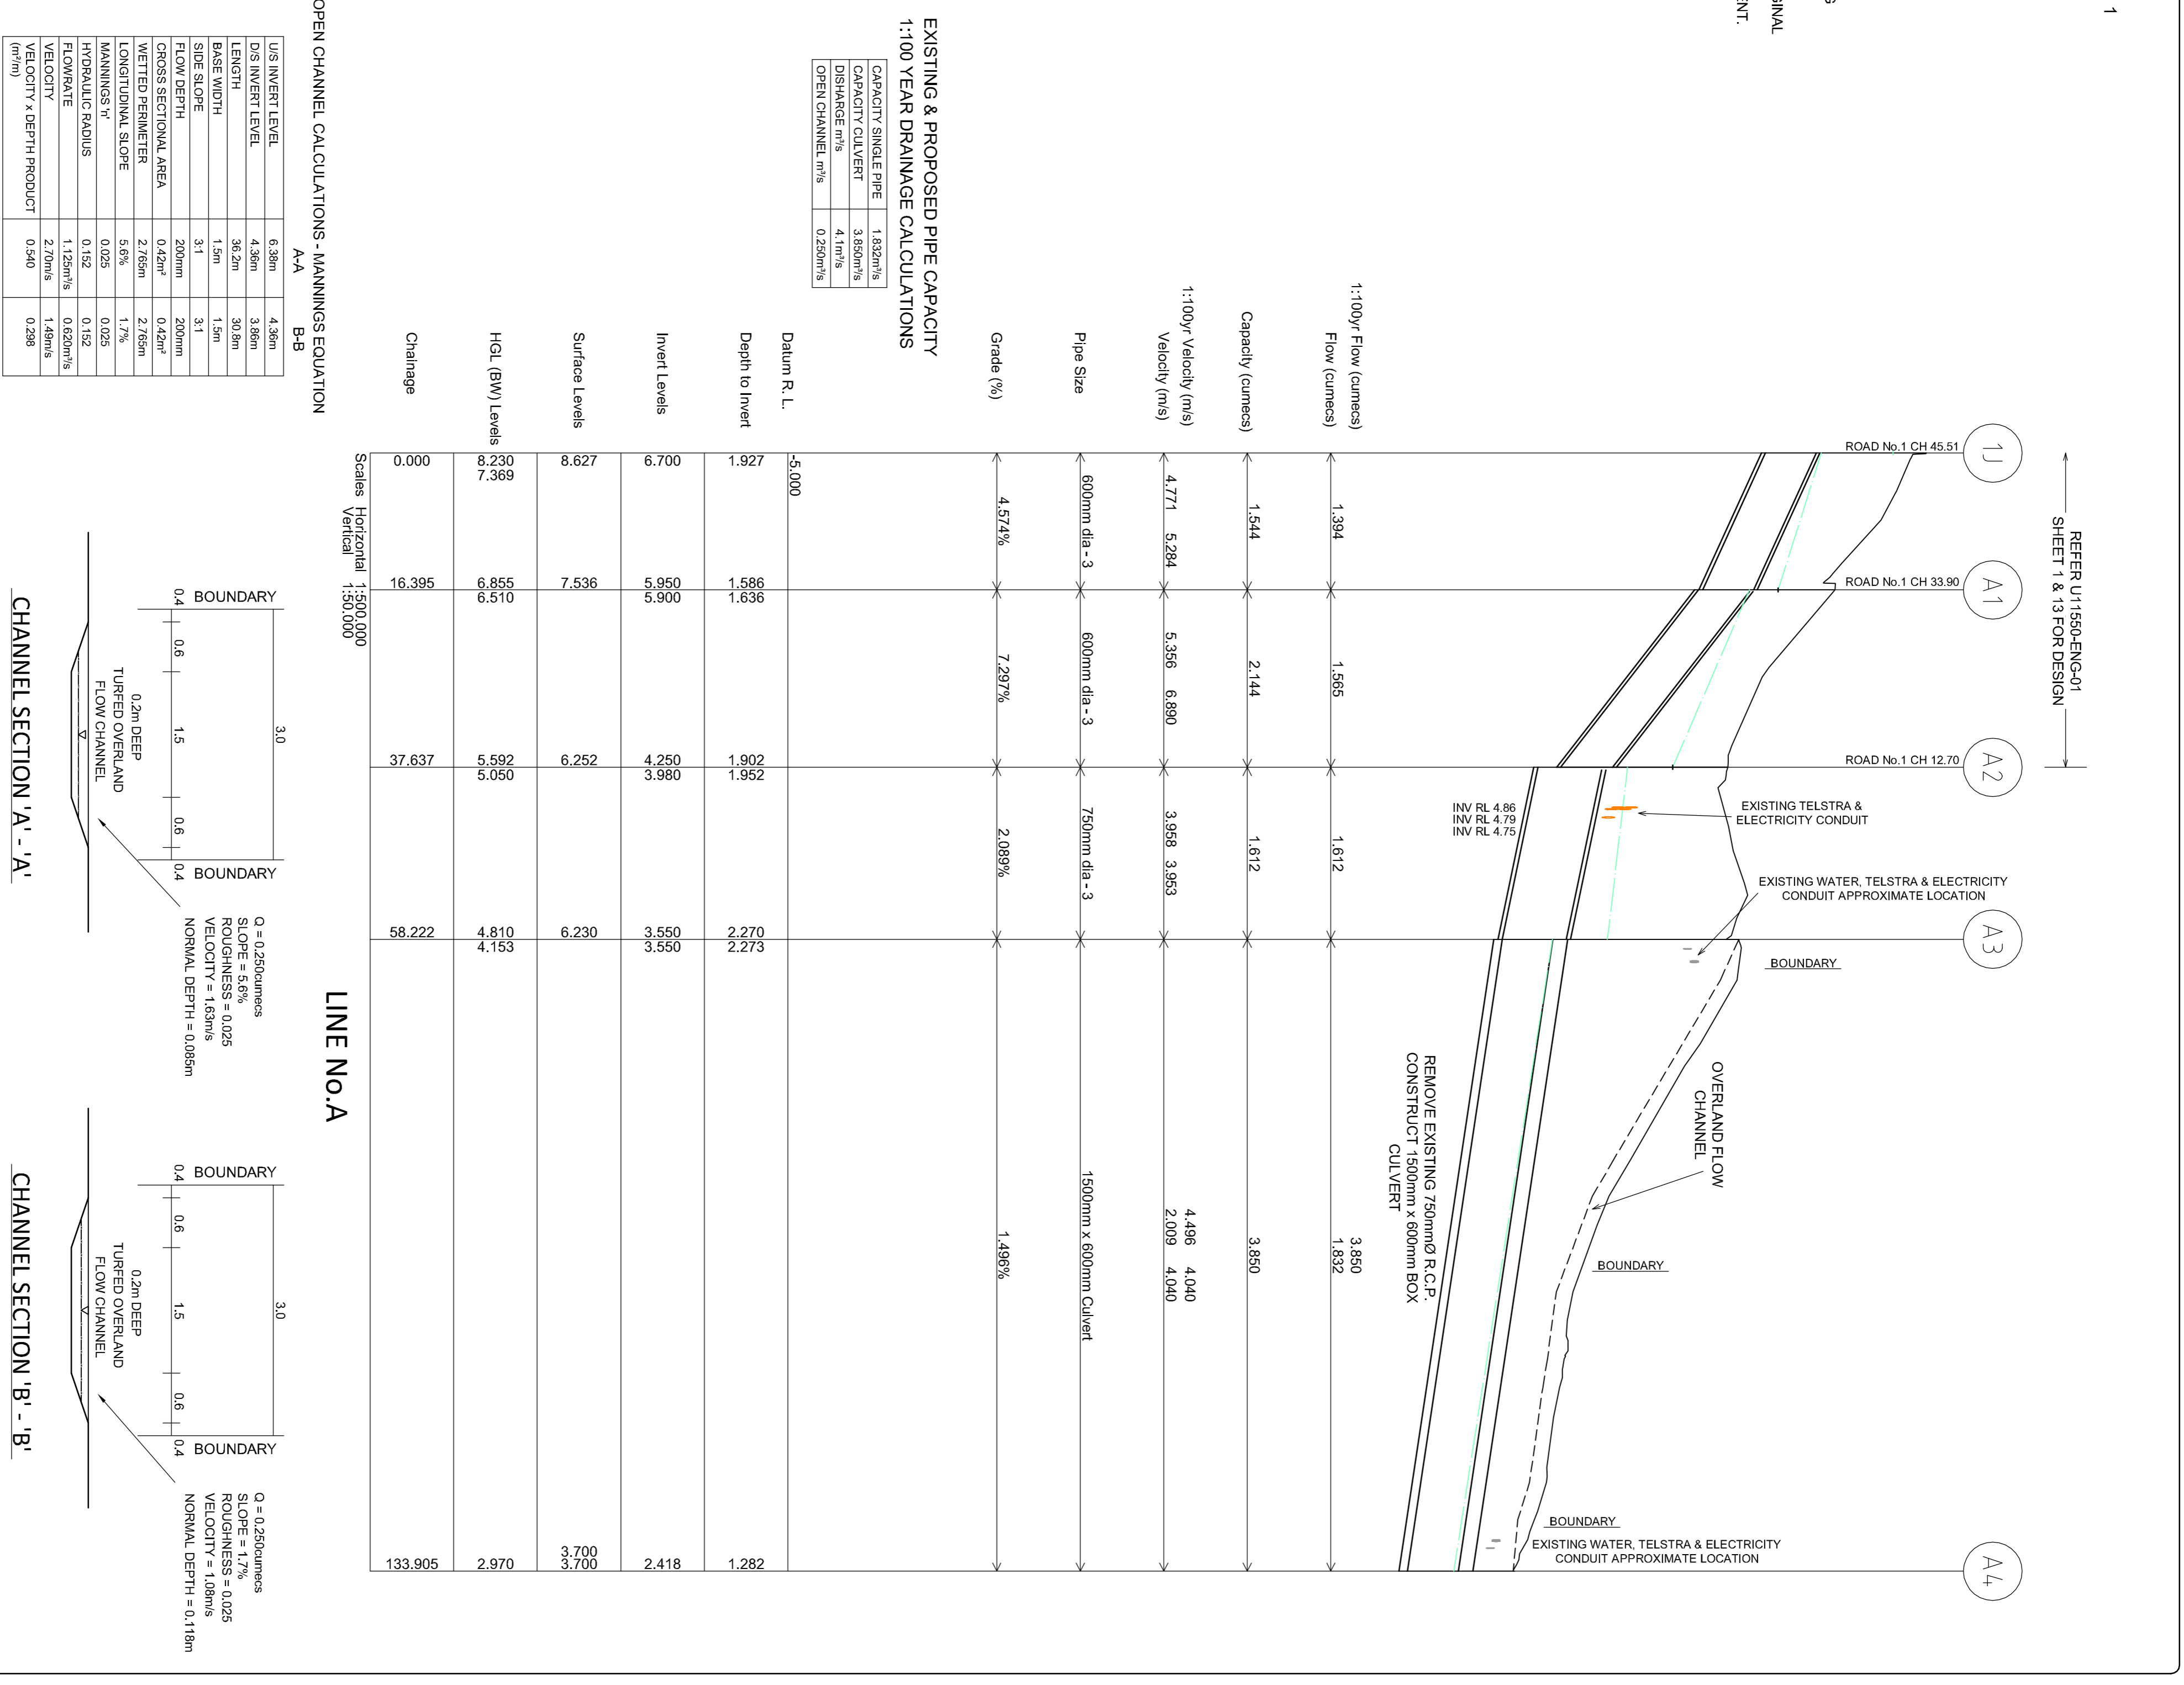 1
G
GINAL
ENT.
REFER U11550-ENG-01
SHEET 1 & 13 FOR DESIGN
1J
A1
A2
A3
A4
ROAD No.1 CH 45.51
ROAD No.1 CH 33.90
ROAD No.1 CH 12.70
EXISTING TELSTRA &
ELECTRICITY CONDUIT
INV RL 4.86
INV RL 4.79
INV RL 4.75
EXISTING WATER, TELSTRA & ELECTRICITY
CONDUIT APPROXIMATE LOCATION
BOUNDARY
OVERLAND FLOW
CHANNEL
BOUNDARY
REMOVE EXISTING 750mmØ R.C.P.
CONSTRUCT 1500mm x 600mm BOX
CULVERT
BOUNDARY
EXISTING WATER, TELSTRA & ELECTRICITY
CONDUIT APPROXIMATE LOCATION
1:100yr Flow (cumecs) 3.850
Flow (cumecs) 1.394 1.565 1.612 1.832
Capacity (cumecs) 1.544 2.144 1.612 3.850
1:100yr Velocity (m/s) 4.496 4.040
Velocity (m/s) 4.771 5.284 5.356 6.890 3.958 3.953 2.009 4.040
Pipe Size 600mm dia - 3 600mm dia - 3 750mm dia - 3 1500mm x 600mm Culvert
Grade (%) 4.574% 7.297% 2.089% 1.496%
EXISTING & PROPOSED PIPE CAPACITY
1:100 YEAR DRAINAGE CALCULATIONS
CAPACITY SINGLE PIPE 1.832m³/s
CAPACITY CULVERT 3.850m³/s
DISHARGE m³/s 4.1m³/s
OPEN CHANNEL m³/s 0.250m³/s
Datum R. L. -5.000
Depth to Invert 1.927 1.586 1.636 1.902 1.952 2.270 2.273 1.282
Invert Levels 6.700 5.950 5.900 4.250 3.980 3.550 3.550 2.418
Surface Levels 8.627 7.536 6.252 6.230 3.700 3.700
HGL (BW) Levels 8.230 7.369 6.855 6.510 5.592 5.050 4.810 4.153 2.970
Chainage 0.000 16.395 37.637 58.222 133.905
Scales Horizontal 1:500.000
Vertical 1:50.000
LINE No.A
OPEN CHANNEL CALCULATIONS - MANNINGS EQUATION
A-A B-B
U/S INVERT LEVEL 6.38m 4.36m
D/S INVERT LEVEL 4.36m 3.86m
LENGTH 36.2m 30.8m
BASE WIDTH 1.5m 1.5m
SIDE SLOPE 3:1 3:1
FLOW DEPTH 200mm 200mm
CROSS SECTIONAL AREA 0.42m² 0.42m²
WETTED PERIMETER 2.765m 2.765m
LONGITUDINAL SLOPE 5.6% 1.7%
MANNINGS 'n' 0.025 0.025
HYDRAULIC RADIUS 0.152 0.152
FLOWRATE 1.125m³/s 0.620m³/s
VELOCITY 2.70m/s 1.49m/s
VELOCITY x DEPTH PRODUCT 0.540 0.298
(m²/m)
3.0
BOUNDARY BOUNDARY
0.4 0.6 1.5 0.6 0.4
0.2m DEEP
TURFED OVERLAND
FLOW CHANNEL
Q = 0.250cumecs
SLOPE = 5.6%
ROUGHNESS = 0.025
VELOCITY = 1.63m/s
NORMAL DEPTH = 0.085m
CHANNEL SECTION 'A' - 'A'
3.0
BOUNDARY BOUNDARY
0.4 0.6 1.5 0.6 0.4
0.2m DEEP
TURFED OVERLAND
FLOW CHANNEL
Q = 0.250cumecs
SLOPE = 1.7%
ROUGHNESS = 0.025
VELOCITY = 1.08m/s
NORMAL DEPTH = 0.118m
CHANNEL SECTION 'B' - 'B'